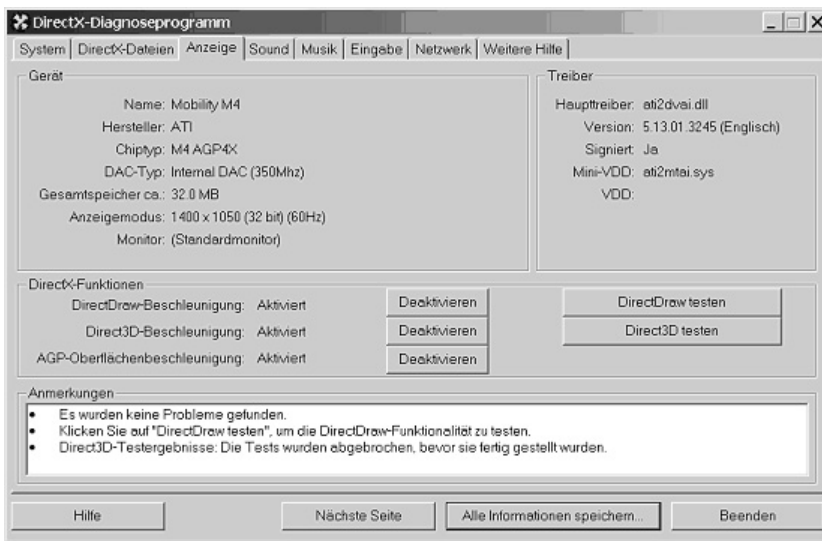 DirectX-Diagnoseprogramm
System DirectX-Dateien Anzeige Sound Musik Eingabe Netzwerk Weitere Hilfe
Gerät
Name: Mobility M4
Hersteller: ATI
Chiptyp: M4 AGP4X
DAC-Typ: Internal DAC (350Mhz)
Gesamtspeicher ca.: 32.0 MB
Anzeigemodus: 1400 x 1050 (32 bit) (60Hz)
Monitor: (Standardmonitor)
Treiber
Haupttreiber: ati2dvai.dll
Version: 5.13.01.3245 (Englisch)
Signiert: Ja
Mini-VDD: ati2mtai.sys
VDD:
DirectX-Funktionen
DirectDraw-Beschleunigung: Aktiviert Deaktivieren DirectDraw testen
Direct3D-Beschleunigung: Aktiviert Deaktivieren Direct3D testen
AGP-Oberflächenbeschleunigung: Aktiviert Deaktivieren
Anmerkungen
• Es wurden keine Probleme gefunden.
• Klicken Sie auf "DirectDraw testen", um die DirectDraw-Funktionalität zu testen.
• Direct3D-Testergebnisse: Die Tests wurden abgebrochen, bevor sie fertig gestellt wurden.
Hilfe Nächste Seite Alle Informationen speichern... Beenden